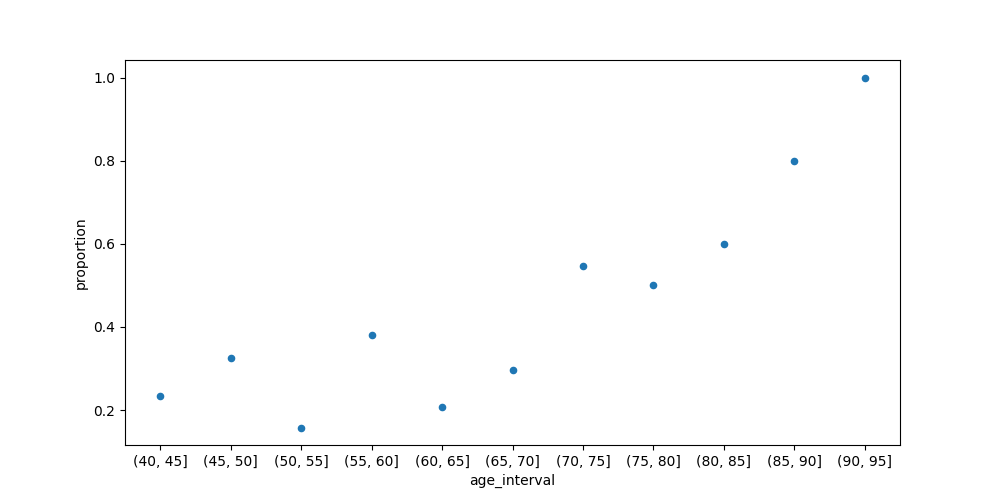 1.0
0.8
0.6
0.4
0.2
proportion
(40, 45] (45, 50] (50, 55] (55, 60] (60, 65] (65, 70] (70, 75] (75, 80] (80, 85] (85, 90] (90, 95]
age_interval